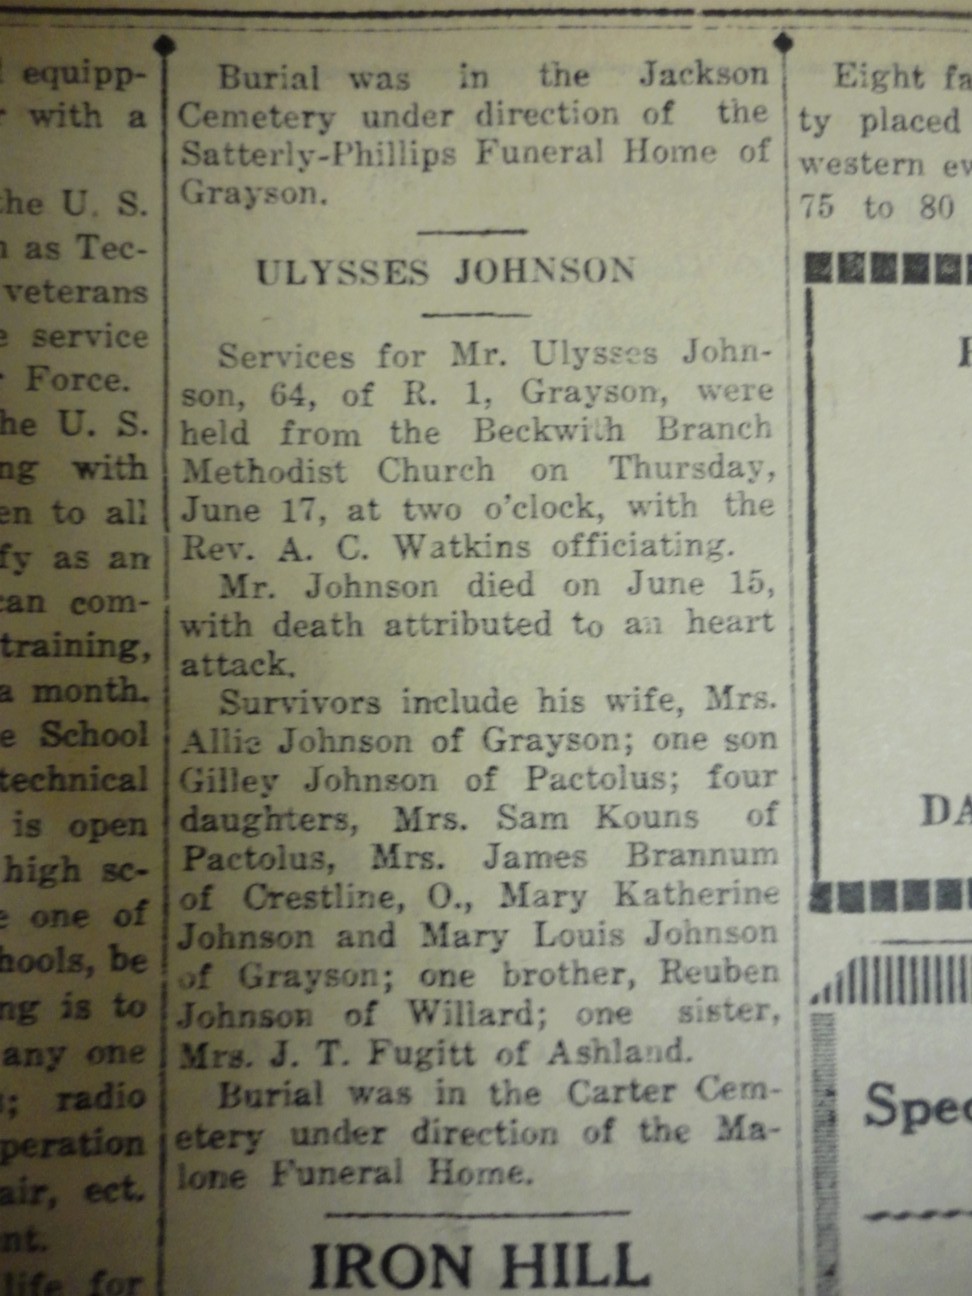 l equipp-
r with a
the U. S.
n as Tec-
veterans
e service
r Force.
he U. S.
ng with
en to all
fy as an
can com-
training,
a month.
e School
technical
is open
high sc-
e one of
hools, be
ng is to
any one
s; radio
peration
air, ect.
nt.
life for
Burial was in the Jackson
Cemetery under direction of the
Satterly-Phillips Funeral Home of
Grayson.
ULYSSES JOHNSON
Services for Mr. Ulysses John-
son, 64, of R. 1, Grayson, were
held from the Beckwith Branch
Methodist Church on Thursday,
June 17, at two o'clock, with the
Rev. A. C. Watkins officiating.
Mr. Johnson died on June 15,
with death attributed to an heart
attack.
Survivors include his wife, Mrs.
Allie Johnson of Grayson; one son
Gilley Johnson of Pactolus; four
daughters, Mrs. Sam Kouns of
Pactolus, Mrs. James Brannum
of Crestline, O., Mary Katherine
Johnson and Mary Louis Johnson
of Grayson; one brother, Reuben
Johnson of Willard; one sister,
Mrs. J. T. Fugitt of Ashland.
Burial was in the Carter Cem-
etery under direction of the Ma-
lone Funeral Home.
IRON HILL
Eight fa
ty placed
western ev
75 to 80
DA
Spec